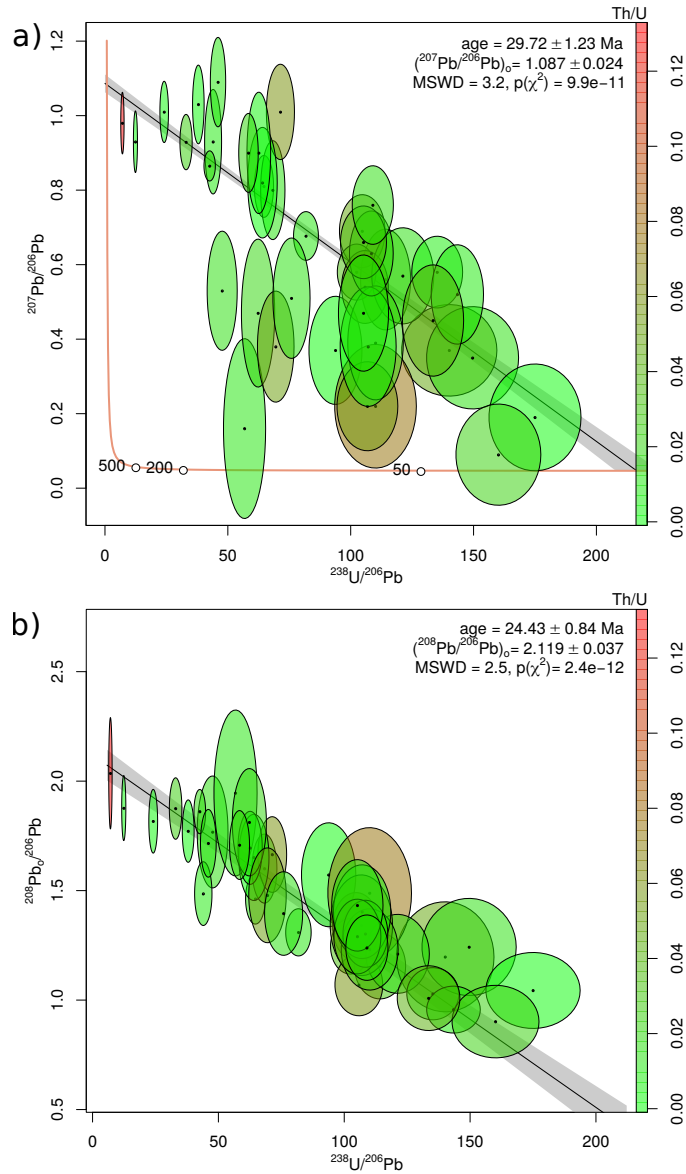 Th/U
a)
age = 29.72 ± 1.23 Ma
(²⁰⁷Pb/²⁰⁶Pb)ₒ= 1.087 ± 0.024
MSWD = 3.2, p(χ²) = 9.9e−11
1.2
1.0
0.8
0.6
0.4
0.2
0.0
²⁰⁷Pb/²⁰⁶Pb
500
200
50
0
50
100
150
200
²³⁸U/²⁰⁶Pb
0.12
0.10
0.08
0.06
0.04
0.02
0.00
Th/U
b)
age = 24.43 ± 0.84 Ma
(²⁰⁸Pb/²⁰⁶Pb)ₒ= 2.119 ± 0.037
MSWD = 2.5, p(χ²)= 2.4e−12
2.5
2.0
1.5
1.0
0.5
²⁰⁸Pbₒ/²⁰⁶Pb
0
50
100
150
200
²³⁸U/²⁰⁶Pb
0.12
0.10
0.08
0.06
0.04
0.02
0.00